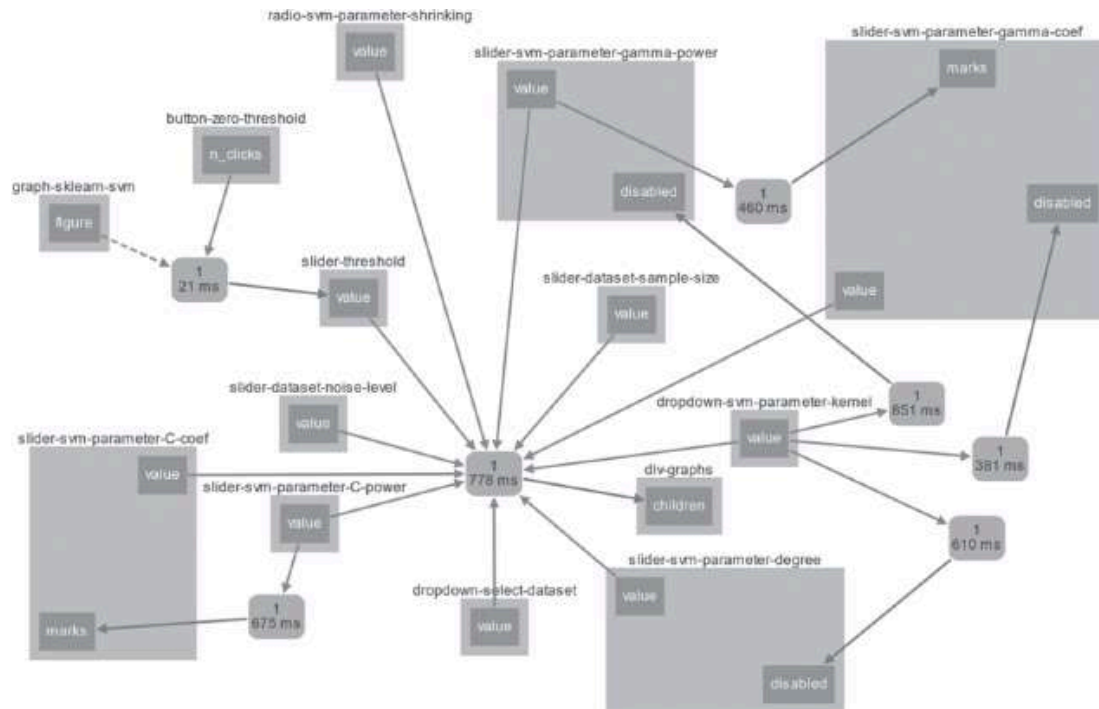 radio-svm-parameter-shrinking
value
slider-svm-parameter-gamma-power
value
disabled
slider-svm-parameter-gamma-coef
marks
disabled
value
button-zero-threshold
n_clicks
graph-sklearn-svm
figure
1
21 ms
slider-threshold
value
1
460 ms
slider-dataset-sample-size
value
slider-dataset-noise-level
value
dropdown-svm-parameter-kernel
value
1
651 ms
1
381 ms
1
610 ms
slider-svm-parameter-C-coef
value
marks
slider-svm-parameter-C-power
value
1
778 ms
div-graphs
children
1
675 ms
dropdown-select-dataset
value
slider-svm-parameter-degree
value
disabled